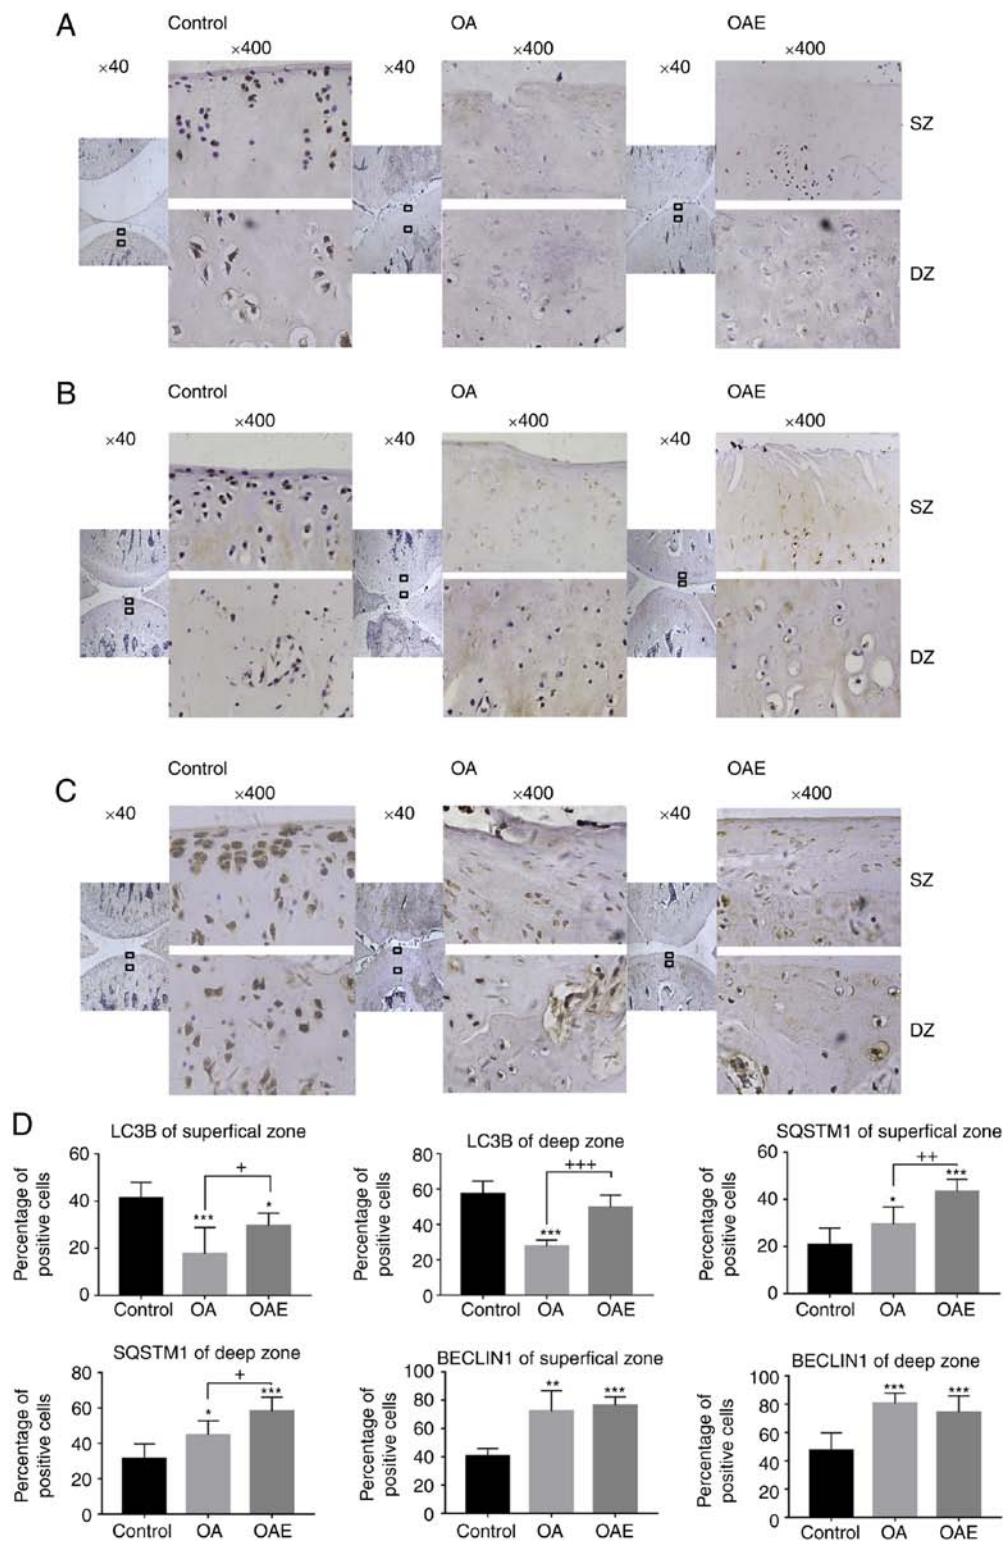 A
Control
OA
OAE
×40
×400
×40
×400
×40
×400
SZ
DZ
B
Control
OA
OAE
×40
×400
×40
×400
×40
×400
SZ
DZ
C
Control
OA
OAE
×40
×400
×40
×400
×40
×400
SZ
DZ
D
LC3B of superfical zone
Percentage of
positive cells
60
40
20
0
***
+
*
Control OA OAE
LC3B of deep zone
Percentage of
positive cells
80
60
40
20
0
***
+++
Control OA OAE
SQSTM1 of superfical zone
Percentage of
positive cells
60
40
20
0
*
++
***
Control OA OAE
SQSTM1 of deep zone
Percentage of
positive cells
80
60
40
20
0
*
+
***
Control OA OAE
BECLIN1 of superfical zone
Percentage of
positive cells
100
80
60
40
20
0
**
***
Control OA OAE
BECLIN1 of deep zone
Percentage of
positive cells
100
80
60
40
20
0
***
***
Control OA OAE